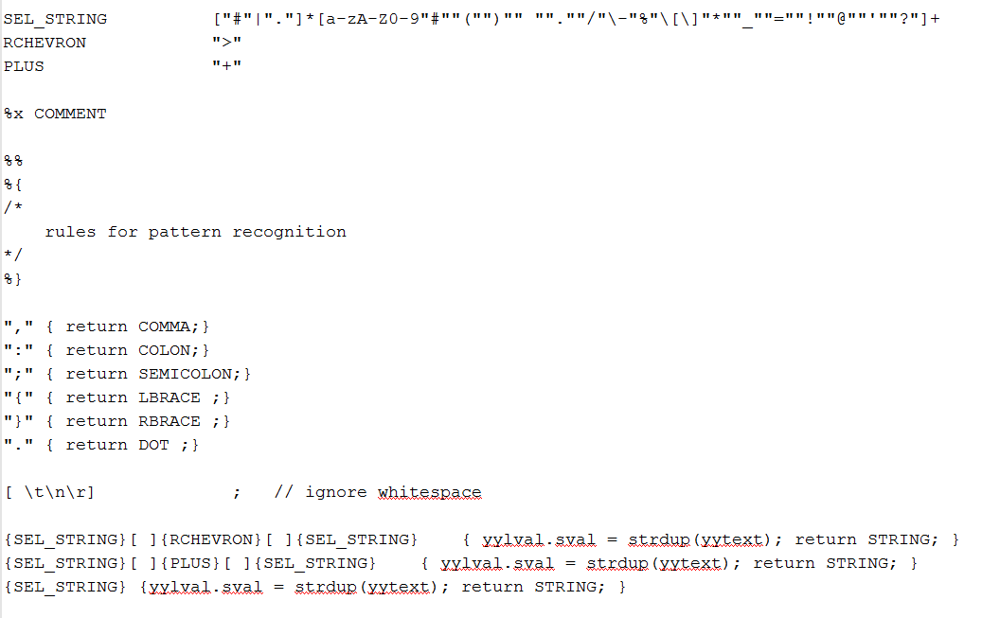 SEL_STRING ["#"|"."]*[a-zA-Z0-9"#""("")"" "".""/"\-"%"\[\]"*""_""=""!""@""'""?"]+
RCHEVRON ">"
PLUS "+"
%x COMMENT
%%
%{
/*
rules for pattern recognition
*/
%}
"," { return COMMA;}
":" { return COLON;}
";" { return SEMICOLON;}
"{" { return LBRACE ;}
"}" { return RBRACE ;}
"." { return DOT ;}
[ \t\n\r] ; // ignore whitespace
{SEL_STRING}[ ]{RCHEVRON}[ ]{SEL_STRING} { yylval.sval = strdup(yytext); return STRING; }
{SEL_STRING}[ ]{PLUS}[ ]{SEL_STRING} { yylval.sval = strdup(yytext); return STRING; }
{SEL_STRING} {yylval.sval = strdup(yytext); return STRING; }